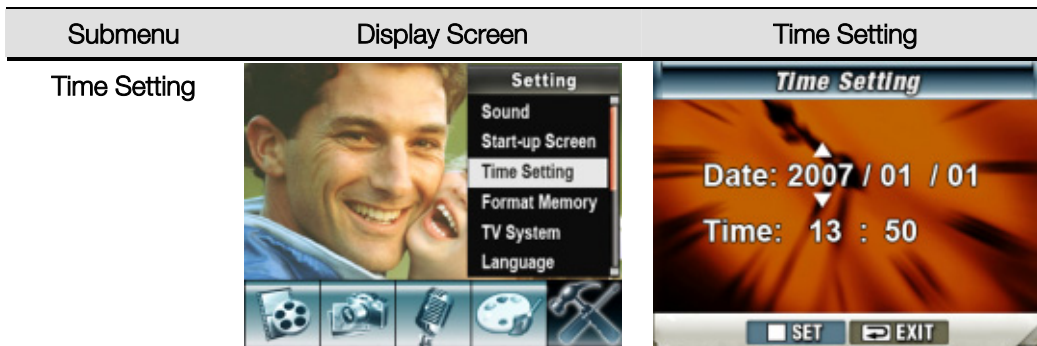 Submenu Display Screen Time Setting
Time Setting
Setting
Sound
Start-up Screen
Time Setting
Format Memory
TV System
Language
Time Setting
Date: 2007 / 01 / 01
Time: 13 : 50
SET EXIT